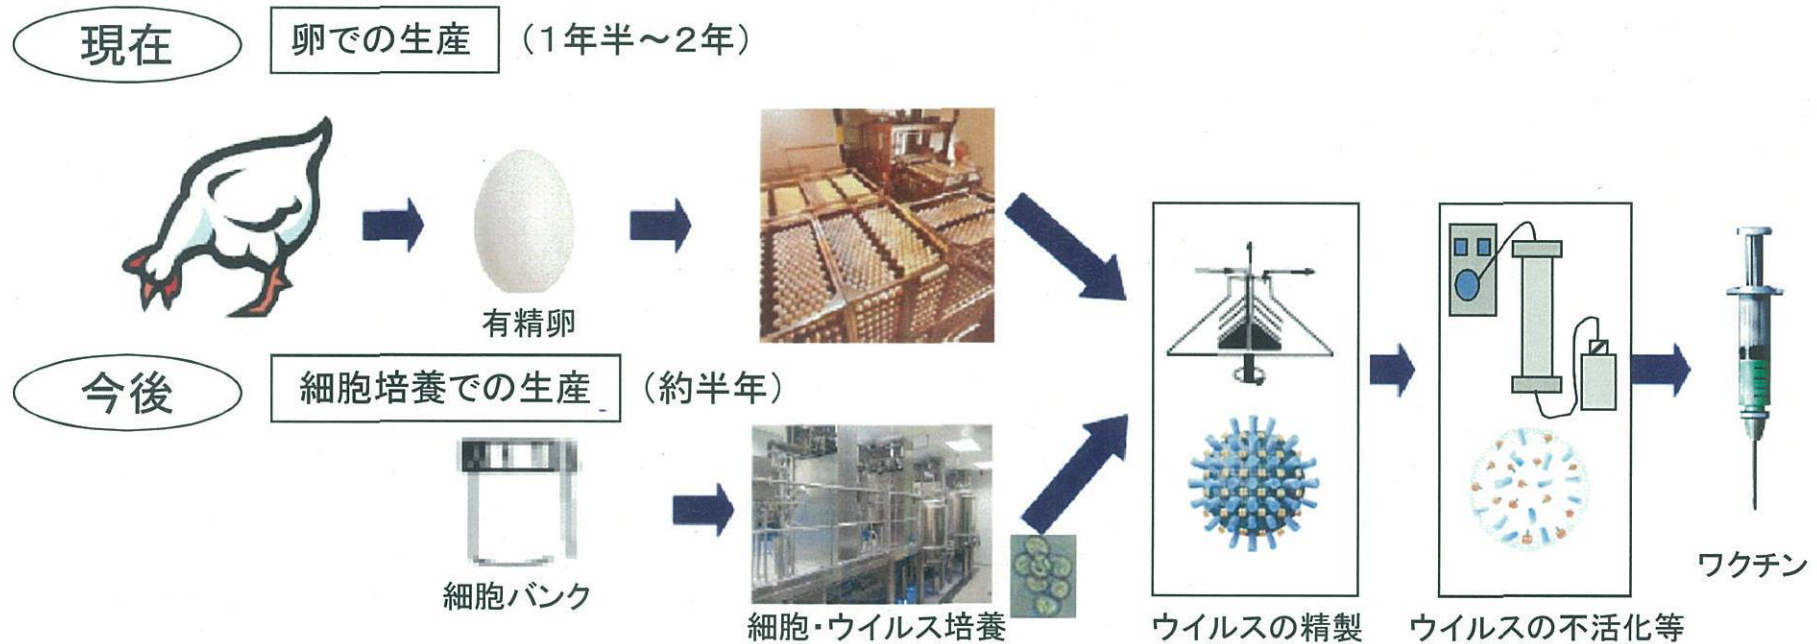 現在
卵での生産
（１年半～２年）
有精卵
今後
細胞培養での生産
（約半年）
細胞バンク
細胞・ウイルス培養
ウイルスの精製
ウイルスの不活化等
ワクチン